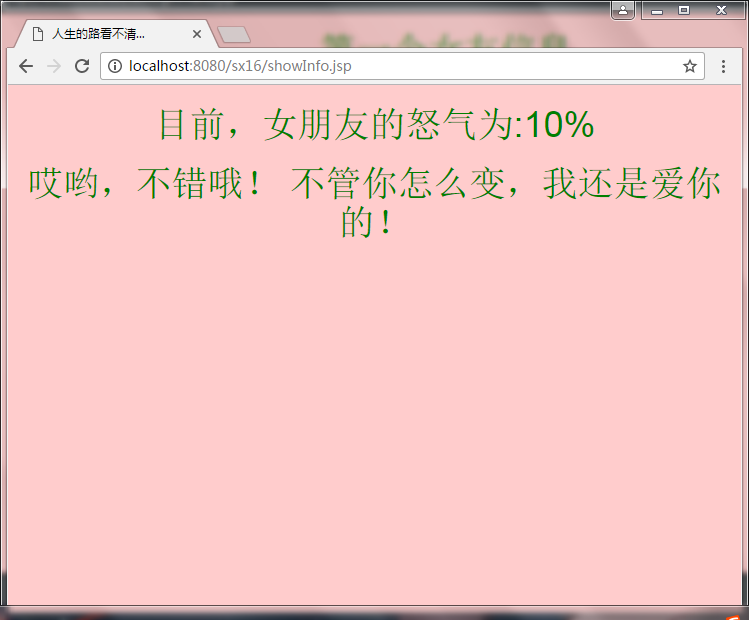 人生的路看不清...
localhost:8080/sx16/showInfo.jsp
目前，女朋友的怒气为:10%
哎哟，不错哦！ 不管你怎么变，我还是爱你
的！